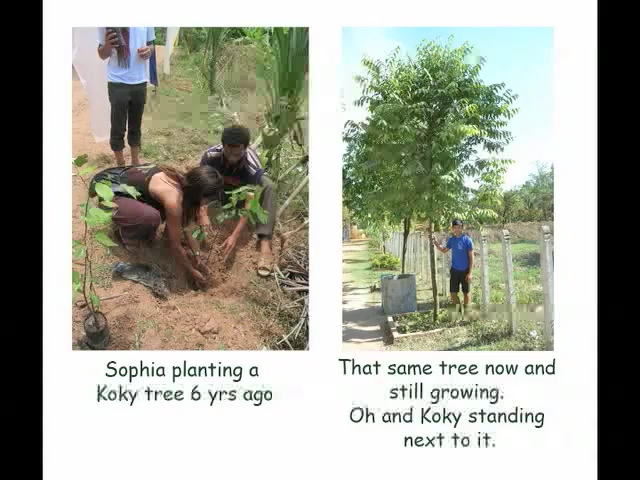 Sophia planting a
Koky tree 6 yrs ago
That same tree now and
still growing.
Oh and Koky standing
next to it.